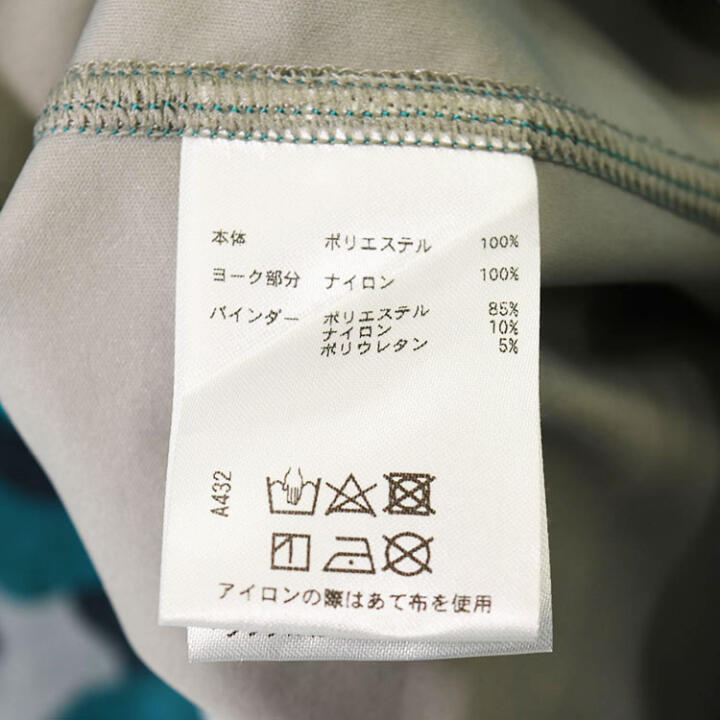 本体 ポリエステル 100%
ヨーク部分 ナイロン 100%
バインダー ポリエステル 85%
ナイロン 10%
ポリウレタン 5%
A432
アイロンの際はあて布を使用